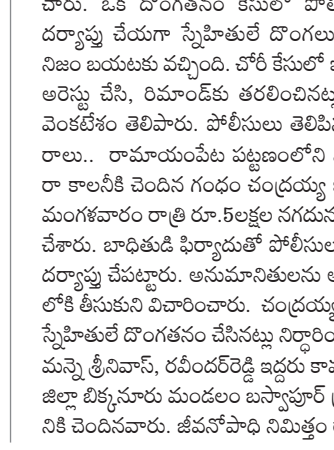 చారు. ఒక దొంగతనం కేసులో
దర్యాప్తు చేయగా స్నేహితులే దొంగలు
నిజం బయటకు వచ్చింది. చోరీ కేసులో
అరెస్టు చేసి, రిమాండ్‌కు తరలించినట్లు
వెంకటేశం తెలిపారు. పోలీసులు
రాలు.. రామాయంపేట పట్టణంలోని
రా కాలనీకి చెందిన గంధం చంద్రయ్య
మంగళవారం రాత్రి రూ.5లక్షల
చేశారు. బాధితుడి ఫిర్యాదుతో
దర్యాప్తు చేపట్టారు. అనుమానితులను
లోకి తీసుకుని విచారించారు. చంద్రయ్య
స్నేహితులే దొంగతనం చేసినట్లు
మన్నె శ్రీనివాస్, రవీందర్‌రెడ్డి ఇద్దరు
జిల్లా బిక్కనూరు మండలం బస్వాపూర్
నికి చెందినవారు. జీవనోపాధి నిమిత్తం